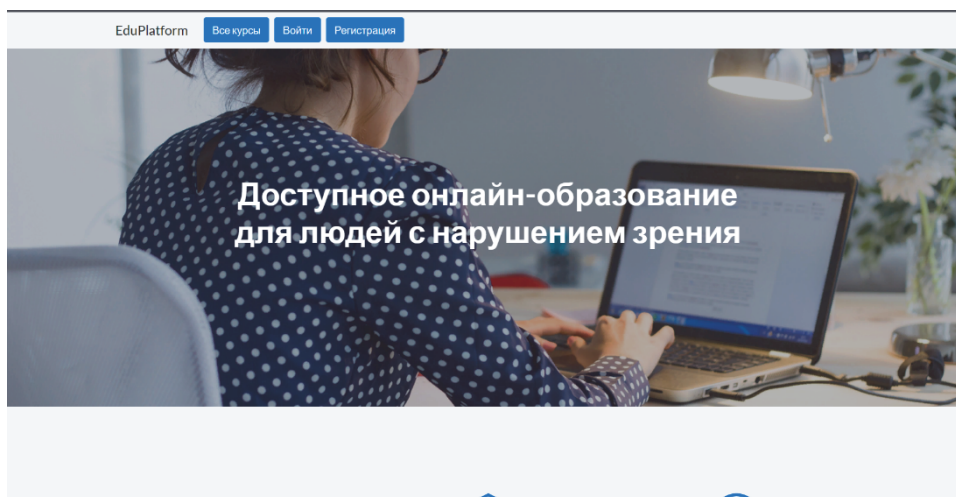 EduPlatform
Все курсы
Войти
Регистрация
Доступное онлайн-образование
для людей с нарушением зрения